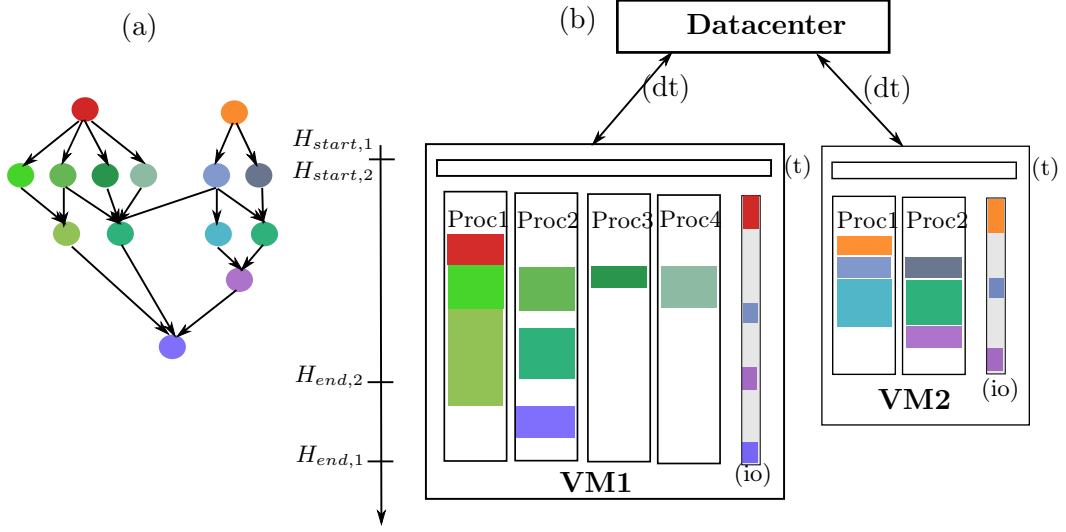 (a)
(b)
Datacenter
(dt)
(dt)
H_{start,1}
H_{start,2}
(t)
(t)
Proc1
Proc2
Proc3
Proc4
Proc1
Proc2
H_{end,2}
H_{end,1}
(io)
VM2
(io)
VM1